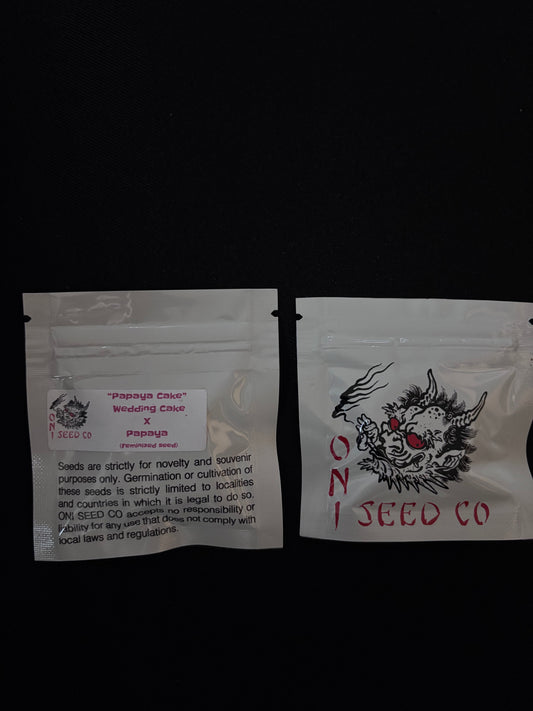 "Papaya Cake"
Wedding Cake
X
Papaya
(feminized seed)
ONI SEED CO
Seeds are strictly for novelty and souvenir
purposes only. Germination or cultivation of
these seeds is strictly limited to localities
and countries in which it is legal to do so.
ONI SEED CO accepts no responsibility or
liability for any use that does not comply with
local laws and regulations.
ONI SEED CO